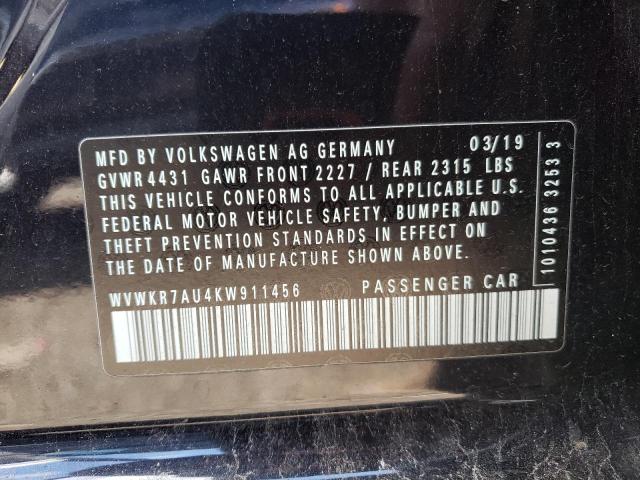 MFD BY VOLKSWAGEN AG GERMANY 03/19
GVWR 4431 GAWR FRONT 2227 / REAR 2315 LBS
THIS VEHICLE CONFORMS TO ALL APPLICABLE U.S.
FEDERAL MOTOR VEHICLE SAFETY, BUMPER AND
THEFT PREVENTION STANDARDS IN EFFECT ON
THE DATE OF MANUFACTURE SHOWN ABOVE.
WVWKR7AU4KW911456 PASSENGER CAR
1010436 3253 3